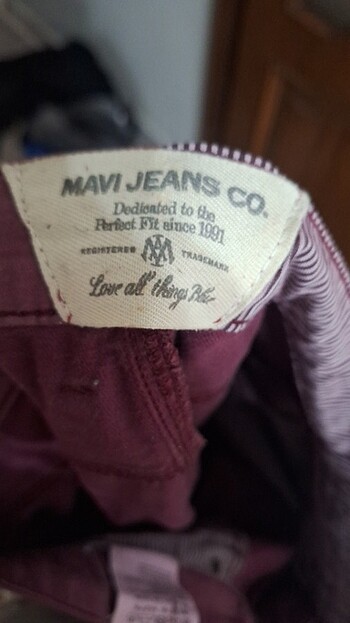 MAVI JEANS CO.
Dedicated to the
Perfect Fit since 1991
REGISTERED M TRADEMARK
Love all things Blue